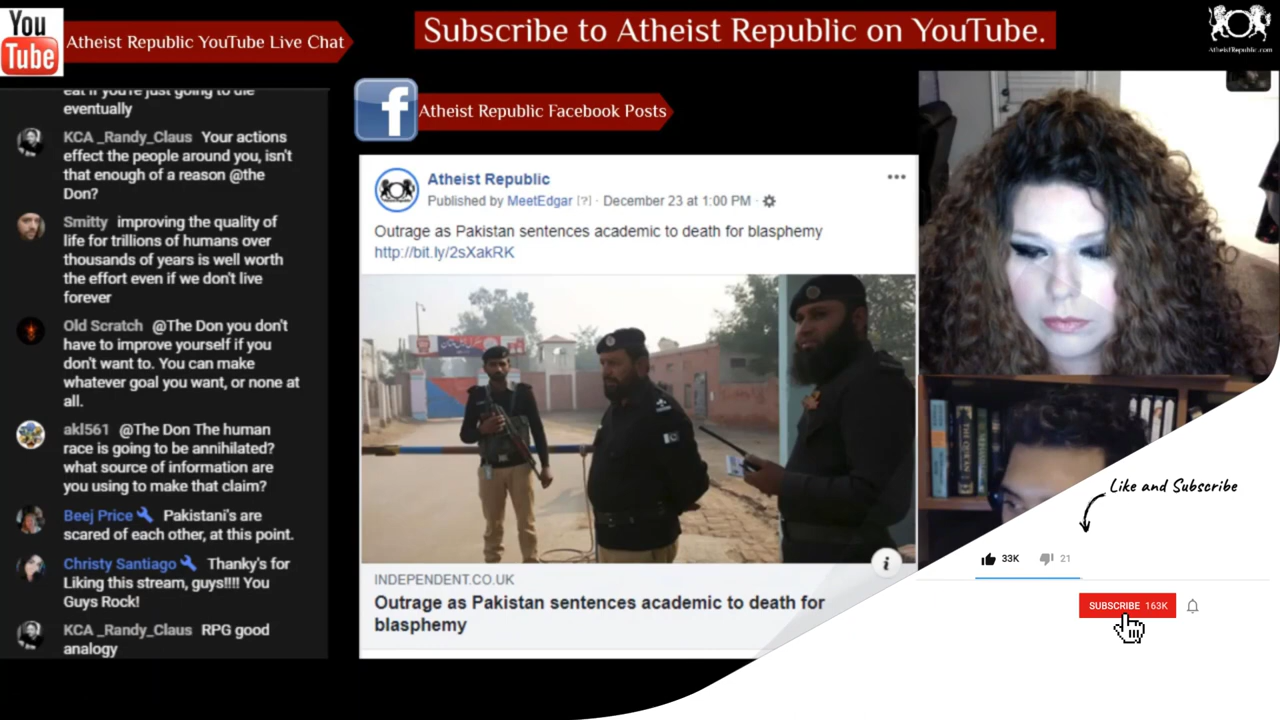 You
Tube
Atheist Republic YouTube Live Chat
Subscribe to Atheist Republic on YouTube.
AtheistRepublic.com
eat if you're just going to die
eventually
KCA _Randy_Claus Your actions
effect the people around you, isn't
that enough of a reason @the
Don?
Smitty improving the quality of
life for trillions of humans over
thousands of years is well worth
the effort even if we don't live
forever
Old Scratch @The Don you don't
have to improve yourself if you
don't want to. You can make
whatever goal you want, or none at
all.
akl561 @The Don The human
race is going to be annihilated?
what source of information are
you using to make that claim?
Beej Price Pakistani's are
scared of each other, at this point.
Christy Santiago Thanky's for
Liking this stream, guys!!!! You
Guys Rock!
KCA _Randy_Claus RPG good
analogy
f
Atheist Republic Facebook Posts
Atheist Republic
Published by MeetEdgar [?] · December 23 at 1:00 PM ·
Outrage as Pakistan sentences academic to death for blasphemy
http://bit.ly/2sXakRK
INDEPENDENT.CO.UK
Outrage as Pakistan sentences academic to death for
blasphemy
THE QURAN
Like and Subscribe
33K 21
SUBSCRIBE 163K